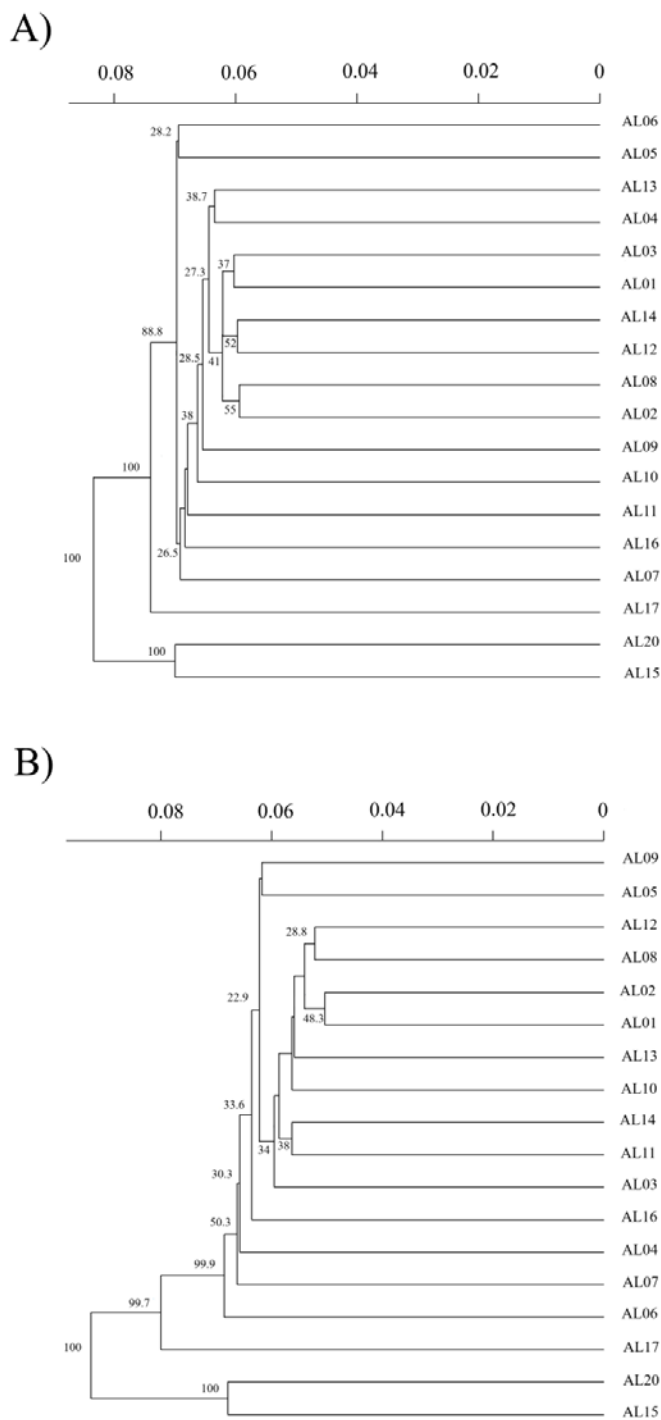 A)
0.08 0.06 0.04 0.02 0
AL06
28.2
AL05
AL13
38.7
AL04
AL03
37
27.3
AL01
AL14
88.8
52
AL12
28.5 41
AL08
38
55
AL02
AL09
100
AL10
AL11
26.5
AL16
100
AL07
AL17
AL20
100
AL15
B)
0.08 0.06 0.04 0.02 0
AL09
AL05
AL12
28.8
AL08
22.9
AL02
48.3
AL01
AL13
AL10
33.6
AL14
34 38
AL11
30.3
AL03
50.3
AL16
99.9
AL04
99.7
AL07
AL06
100
AL17
AL20
100
AL15